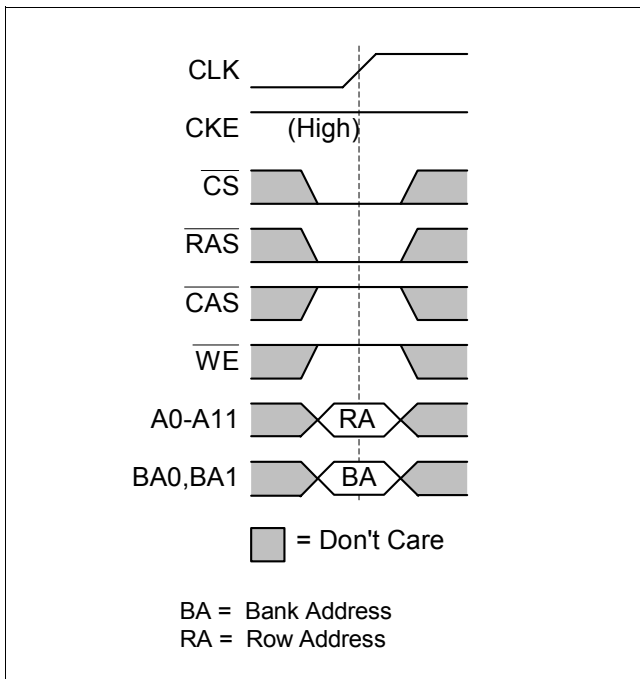 CLK
CKE (High)
CS
RAS
CAS
WE
A0-A11 RA
BA0,BA1 BA
= Don't Care
BA = Bank Address
RA = Row Address